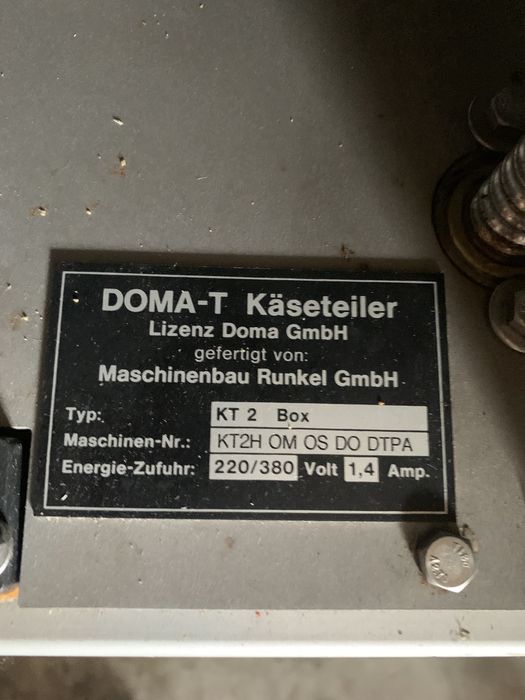 DOMA-T Käseteiler
Lizenz Doma GmbH
gefertigt von:
Maschinenbau Runkel GmbH
Typ: KT 2 Box
Maschinen-Nr.: KT2H OM OS DO DTPA
Energie-Zufuhr: 220/380 Volt 1,4 Amp.